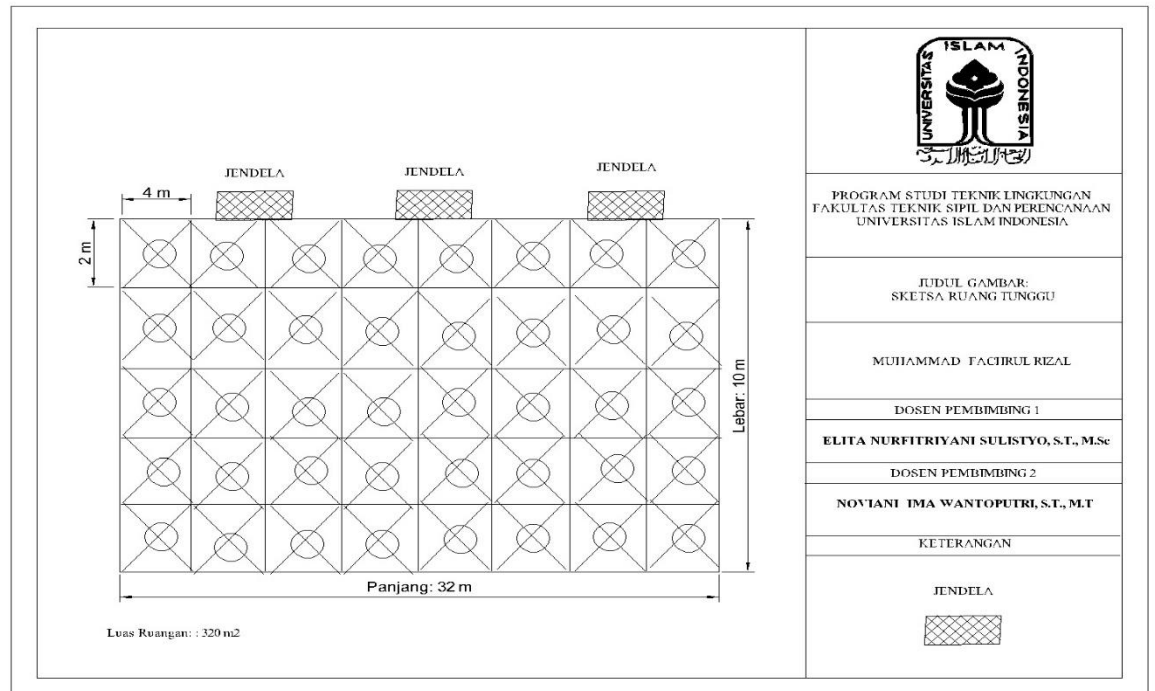 JENDELA
JENDELA
JENDELA
4 m
2 m
Lebar: 10 m
Panjang: 32 m
Luas Ruangan: : 320 m2
UNIVERSITAS ISLAM INDONESIA
PROGRAM STUDI TEKNIK LINGKUNGAN
FAKULTAS TEKNIK SIPIL DAN PERENCANAAN
UNIVERSITAS ISLAM INDONESIA
JUDUL GAMBAR:
SKETSA RUANG TUNGGU
MUHAMMAD FACHRUL RIZAL
DOSEN PEMBIMBING 1
ELITA NURFITRIYANI SULISTYO, S.T., M.Sc
DOSEN PEMBIMBING 2
NOVIANI IMA WANTOPUTRI, S.T., M.T
KETERANGAN
JENDELA